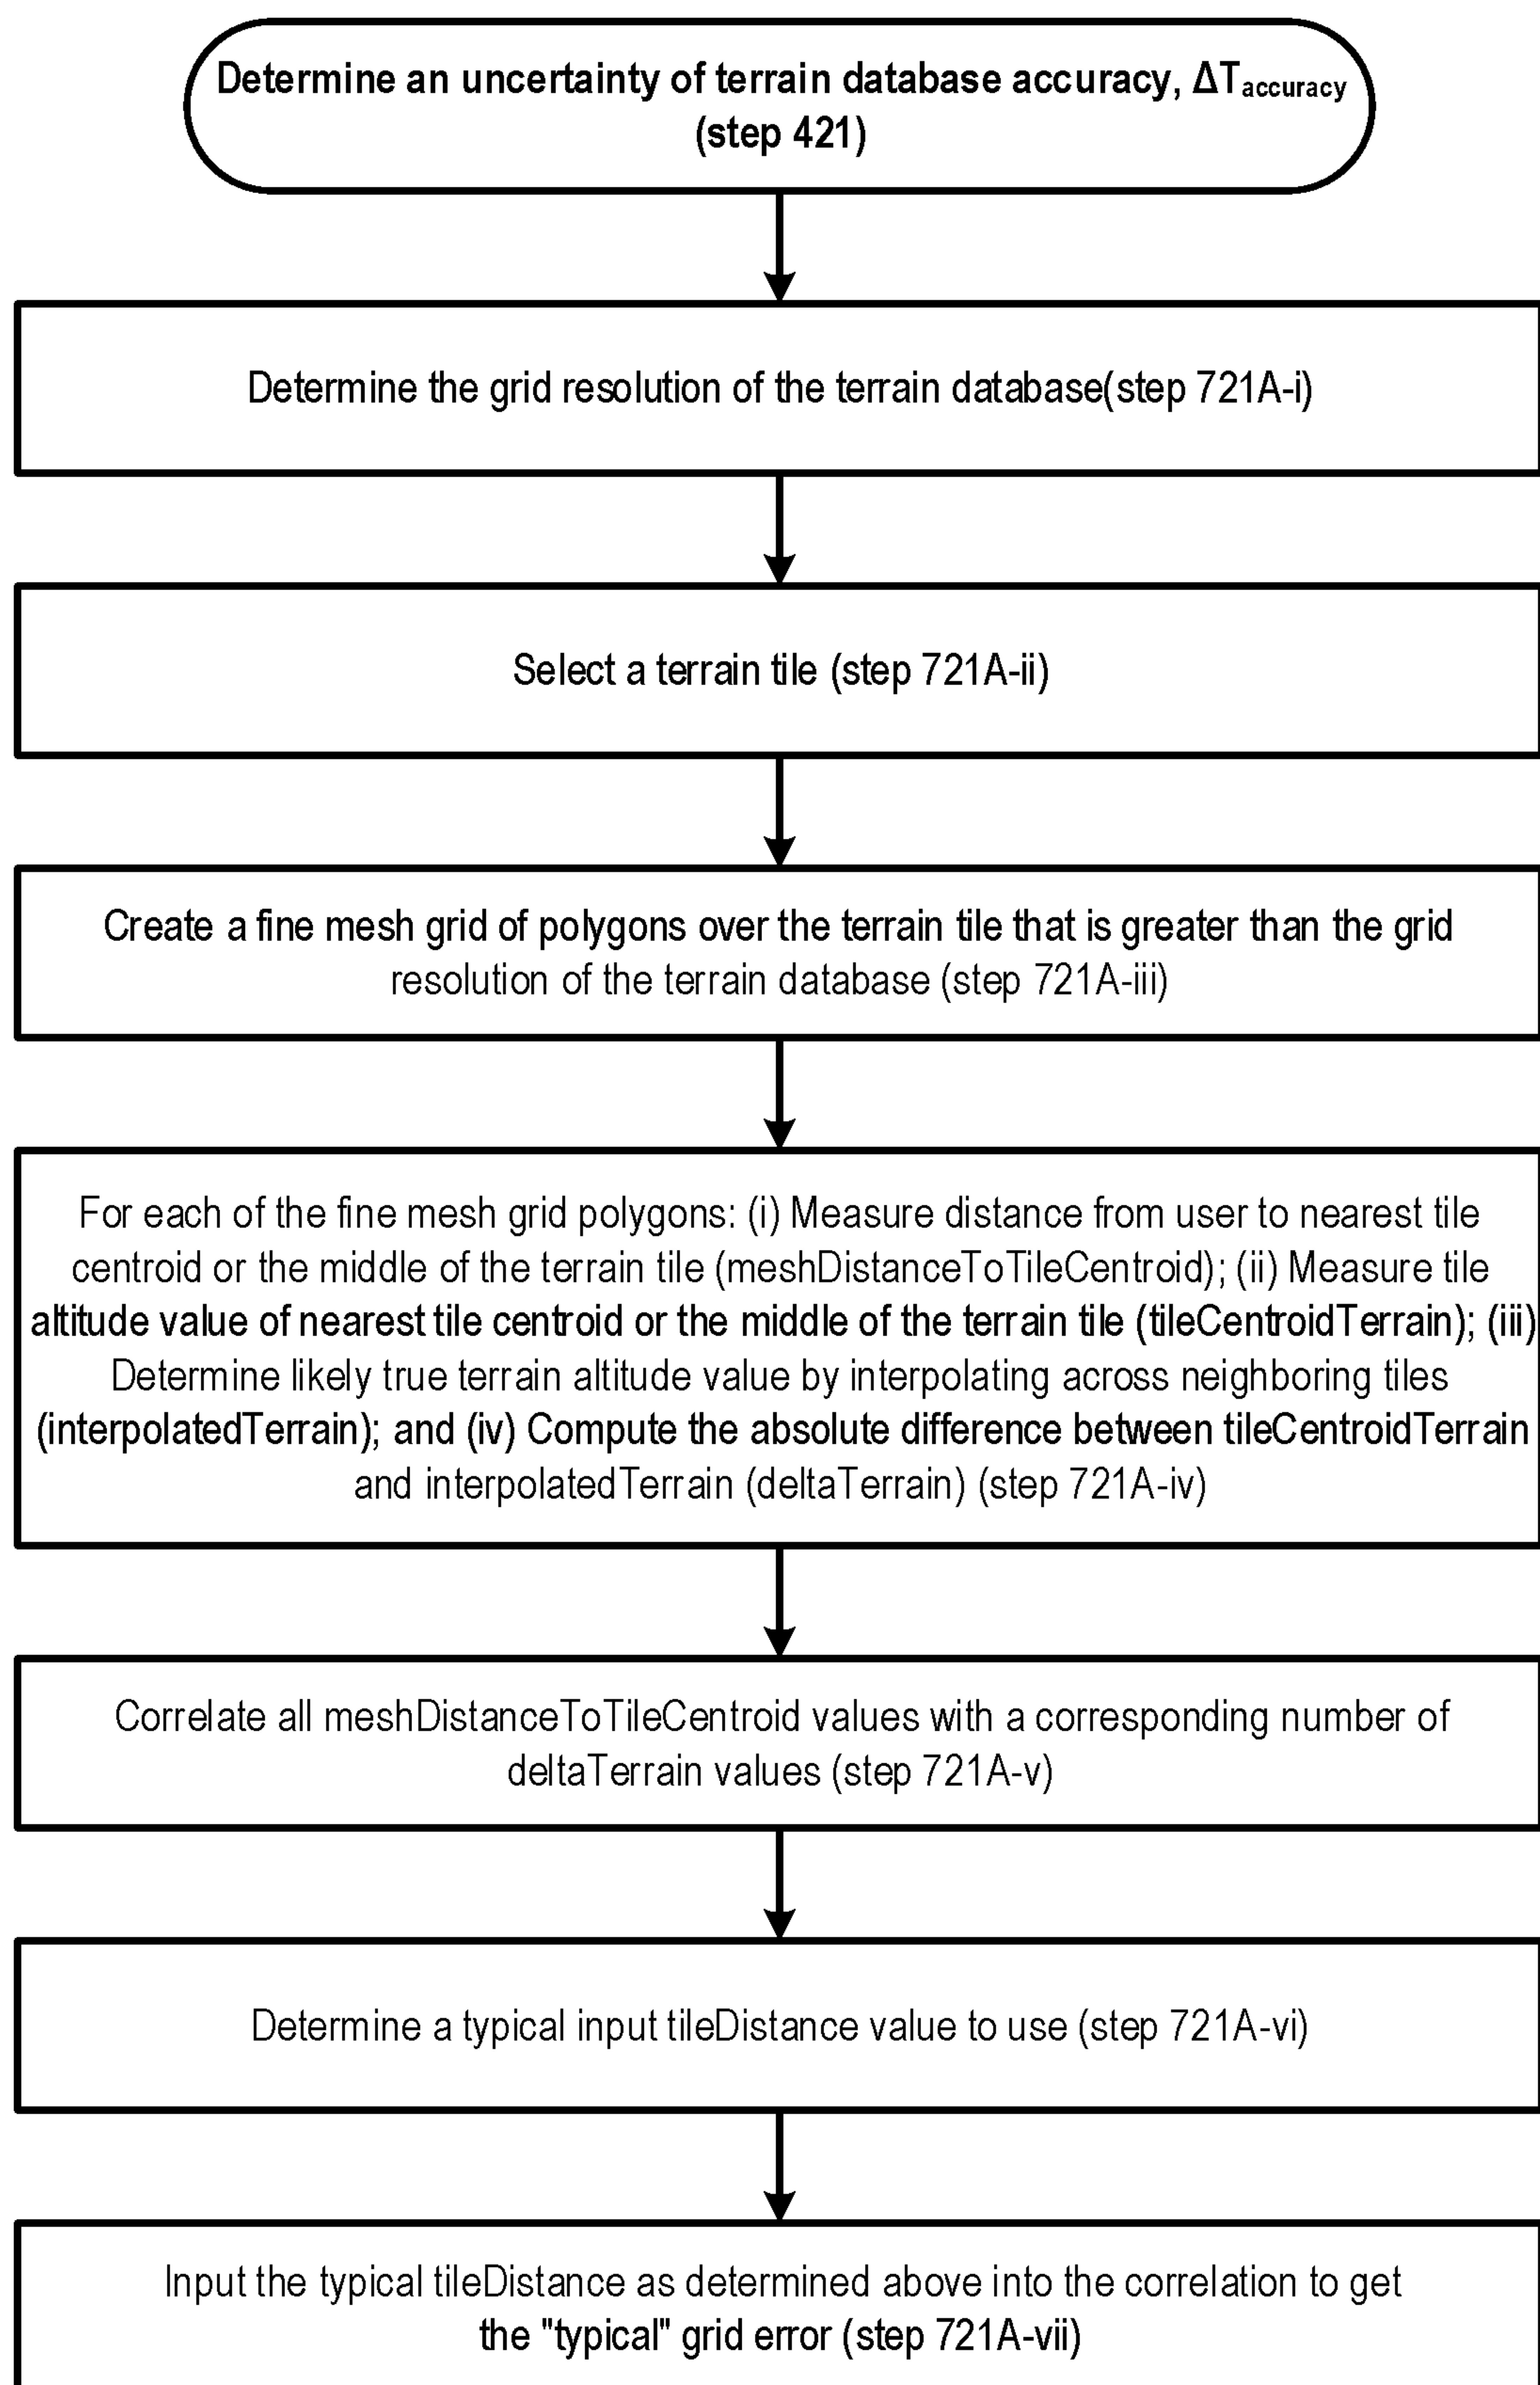 Determine an uncertainty of terrain database accuracy, ΔTaccuracy
(step 421)
Determine the grid resolution of the terrain database(step 721A-i)
Select a terrain tile (step 721A-ii)
Create a fine mesh grid of polygons over the terrain tile that is greater than the grid
resolution of the terrain database (step 721A-iii)
For each of the fine mesh grid polygons: (i) Measure distance from user to nearest tile
centroid or the middle of the terrain tile (meshDistanceToTileCentroid); (ii) Measure tile
altitude value of nearest tile centroid or the middle of the terrain tile (tileCentroidTerrain); (iii)
Determine likely true terrain altitude value by interpolating across neighboring tiles
(interpolatedTerrain); and (iv) Compute the absolute difference between tileCentroidTerrain
and interpolatedTerrain (deltaTerrain) (step 721A-iv)
Correlate all meshDistanceToTileCentroid values with a corresponding number of
deltaTerrain values (step 721A-v)
Determine a typical input tileDistance value to use (step 721A-vi)
Input the typical tileDistance as determined above into the correlation to get
the "typical" grid error (step 721A-vii)